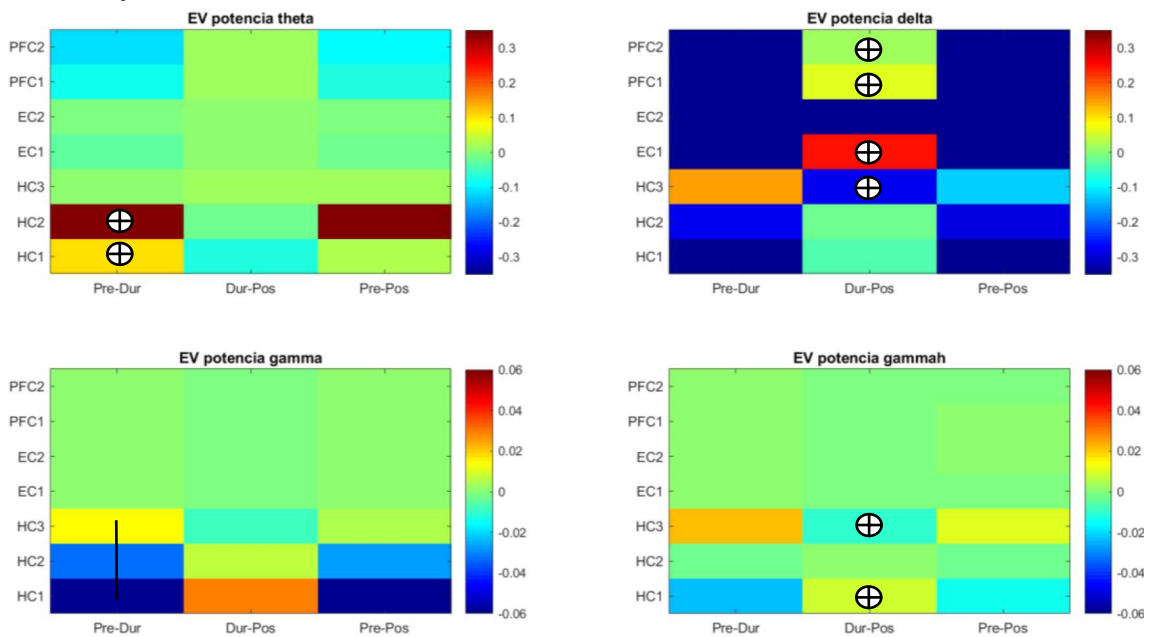 EV potencia theta
PFC2
PFC1
EC2
EC1
HC3
HC2
HC1
Pre-Dur Dur-Pos Pre-Pos
0.3
0.2
0.1
0
-0.1
-0.2
-0.3
EV potencia delta
PFC2
PFC1
EC2
EC1
HC3
HC2
HC1
Pre-Dur Dur-Pos Pre-Pos
0.3
0.2
0.1
0
-0.1
-0.2
-0.3
EV potencia gamma
PFC2
PFC1
EC2
EC1
HC3
HC2
HC1
Pre-Dur Dur-Pos Pre-Pos
0.06
0.04
0.02
0
-0.02
-0.04
-0.06
EV potencia gammah
PFC2
PFC1
EC2
EC1
HC3
HC2
HC1
Pre-Dur Dur-Pos Pre-Pos
0.06
0.04
0.02
0
-0.02
-0.04
-0.06